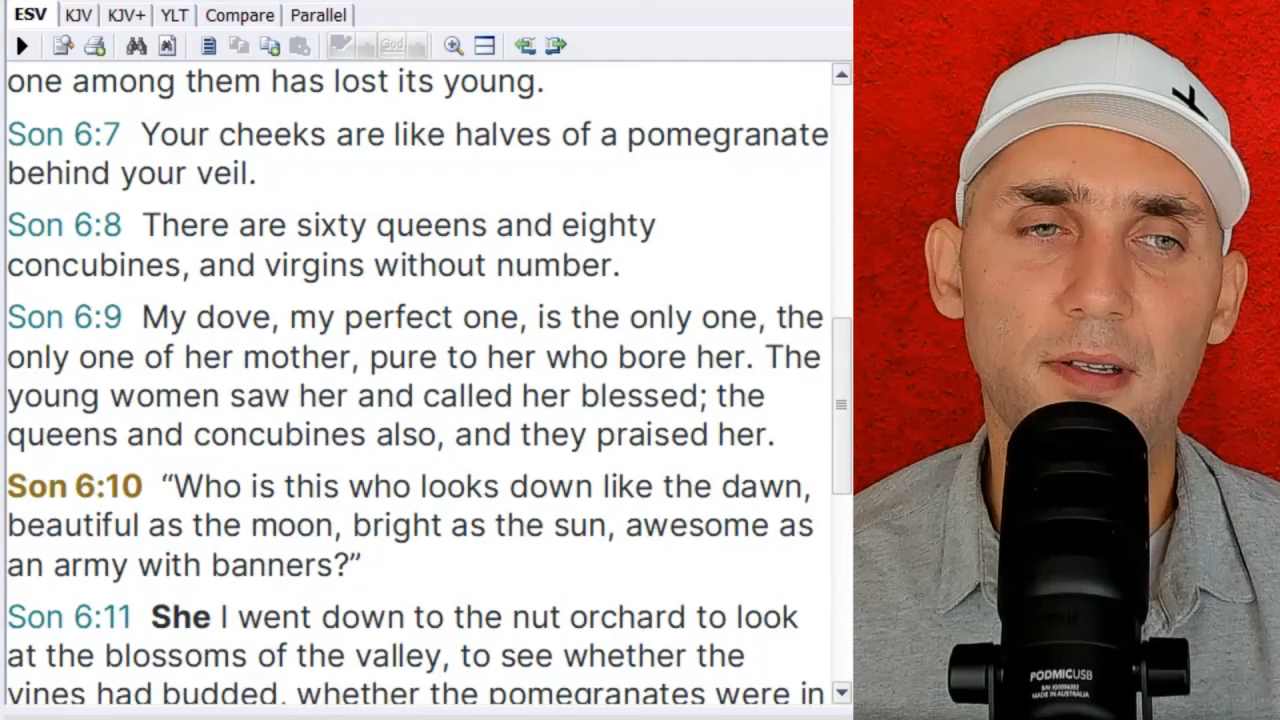 ESV KJV KJV+ YLT Compare Parallel
God
one among them has lost its young.
Son 6:7 Your cheeks are like halves of a pomegranate
behind your veil.
Son 6:8 There are sixty queens and eighty
concubines, and virgins without number.
Son 6:9 My dove, my perfect one, is the only one, the
only one of her mother, pure to her who bore her. The
young women saw her and called her blessed; the
queens and concubines also, and they praised her.
Son 6:10 “Who is this who looks down like the dawn,
beautiful as the moon, bright as the sun, awesome as
an army with banners?”
Son 6:11 She I went down to the nut orchard to look
at the blossoms of the valley, to see whether the
vines had budded, whether the pomegranates were in
PODMICUSB
MADE IN AUSTRALIA